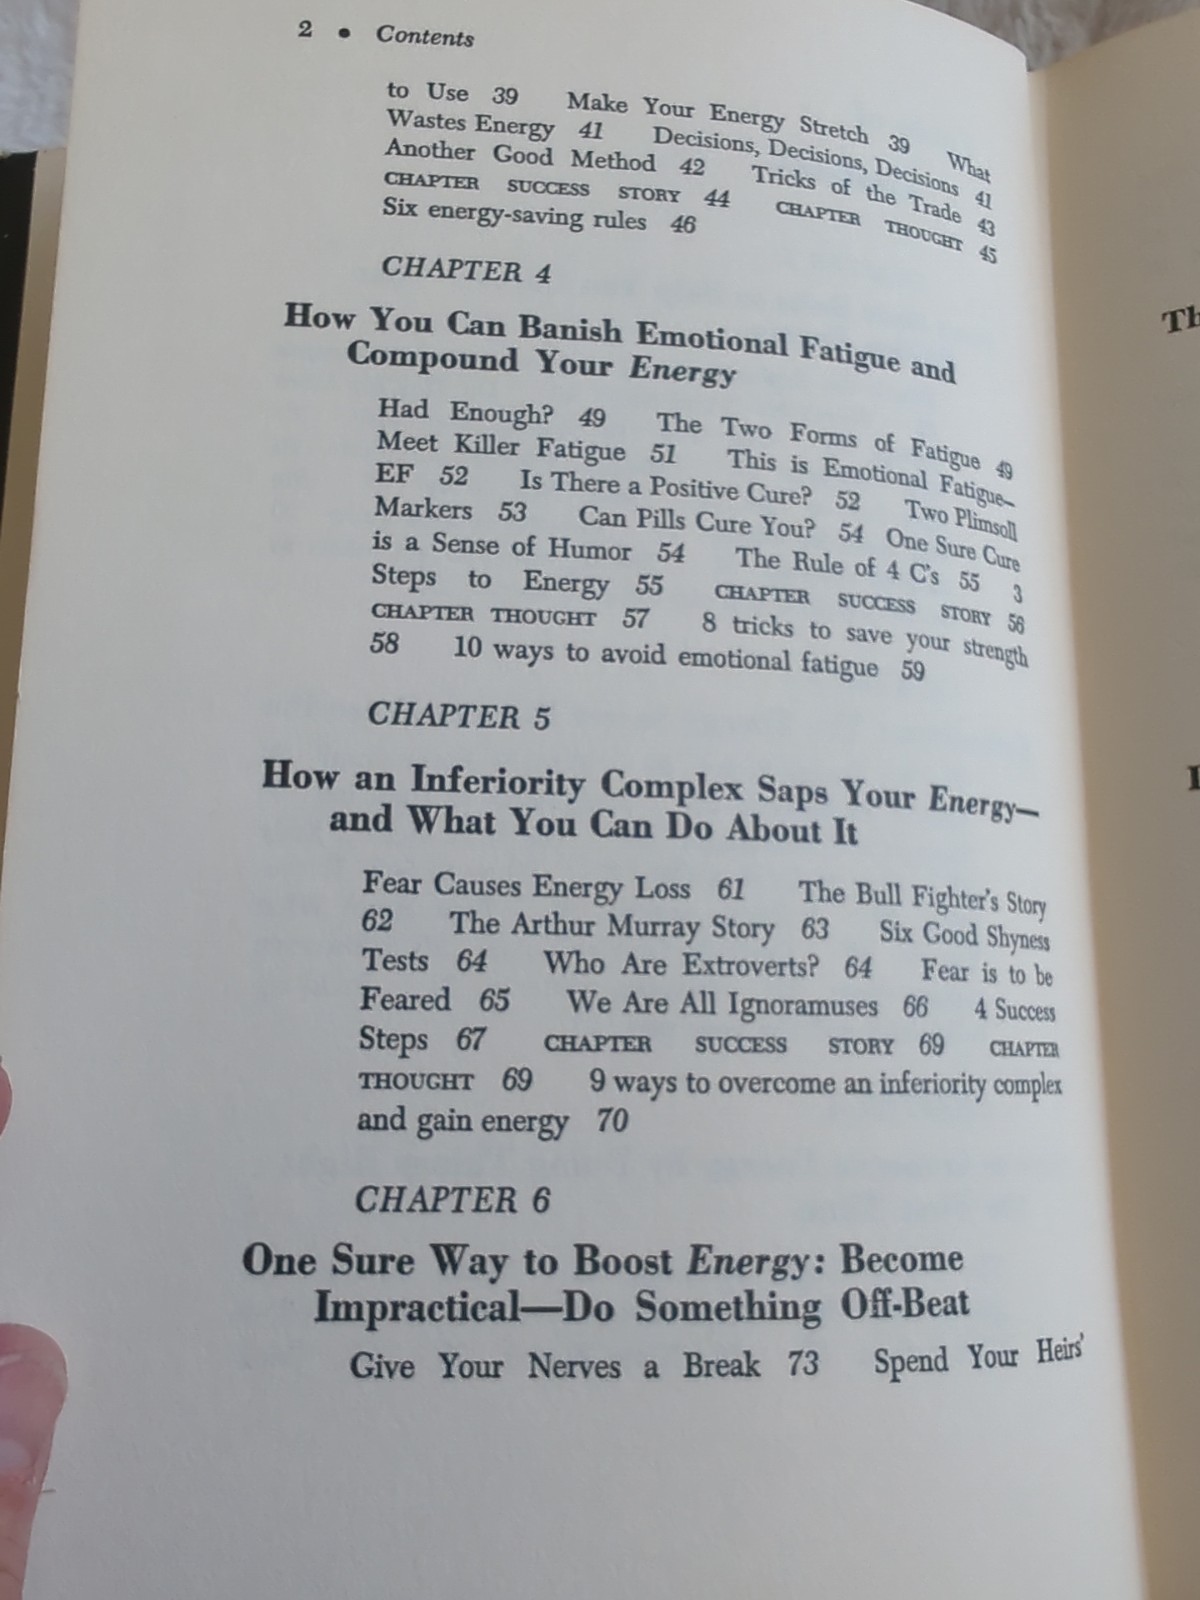 2 • Contents
to Use 39 Make Your Energy Stretch 39 What
Wastes Energy 41 Decisions, Decisions, Decisions 41
Another Good Method 42 Tricks of the Trade 43
CHAPTER SUCCESS STORY 44 CHAPTER THOUGHT 45
Six energy-saving rules 46
CHAPTER 4
How You Can Banish Emotional Fatigue and
Compound Your Energy
Had Enough? 49 The Two Forms of Fatigue 49
Meet Killer Fatigue 51 This is Emotional Fatigue—
EF 52 Is There a Positive Cure? 52 Two Plimsoll
Markers 53 Can Pills Cure You? 54 One Sure Cure
is a Sense of Humor 54 The Rule of 4 C's 55 3
Steps to Energy 55 CHAPTER SUCCESS STORY 56
CHAPTER THOUGHT 57 8 tricks to save your strength
58 10 ways to avoid emotional fatigue 59
CHAPTER 5
How an Inferiority Complex Saps Your Energy—
and What You Can Do About It
Fear Causes Energy Loss 61 The Bull Fighter's Story
62 The Arthur Murray Story 63 Six Good Shyness
Tests 64 Who Are Extroverts? 64 Fear is to be
Feared 65 We Are All Ignoramuses 66 4 Success
Steps 67 CHAPTER SUCCESS STORY 69 CHAPTER
THOUGHT 69 9 ways to overcome an inferiority complex
and gain energy 70
CHAPTER 6
One Sure Way to Boost Energy: Become
Impractical—Do Something Off-Beat
Give Your Nerves a Break 73 Spend Your Heirs'